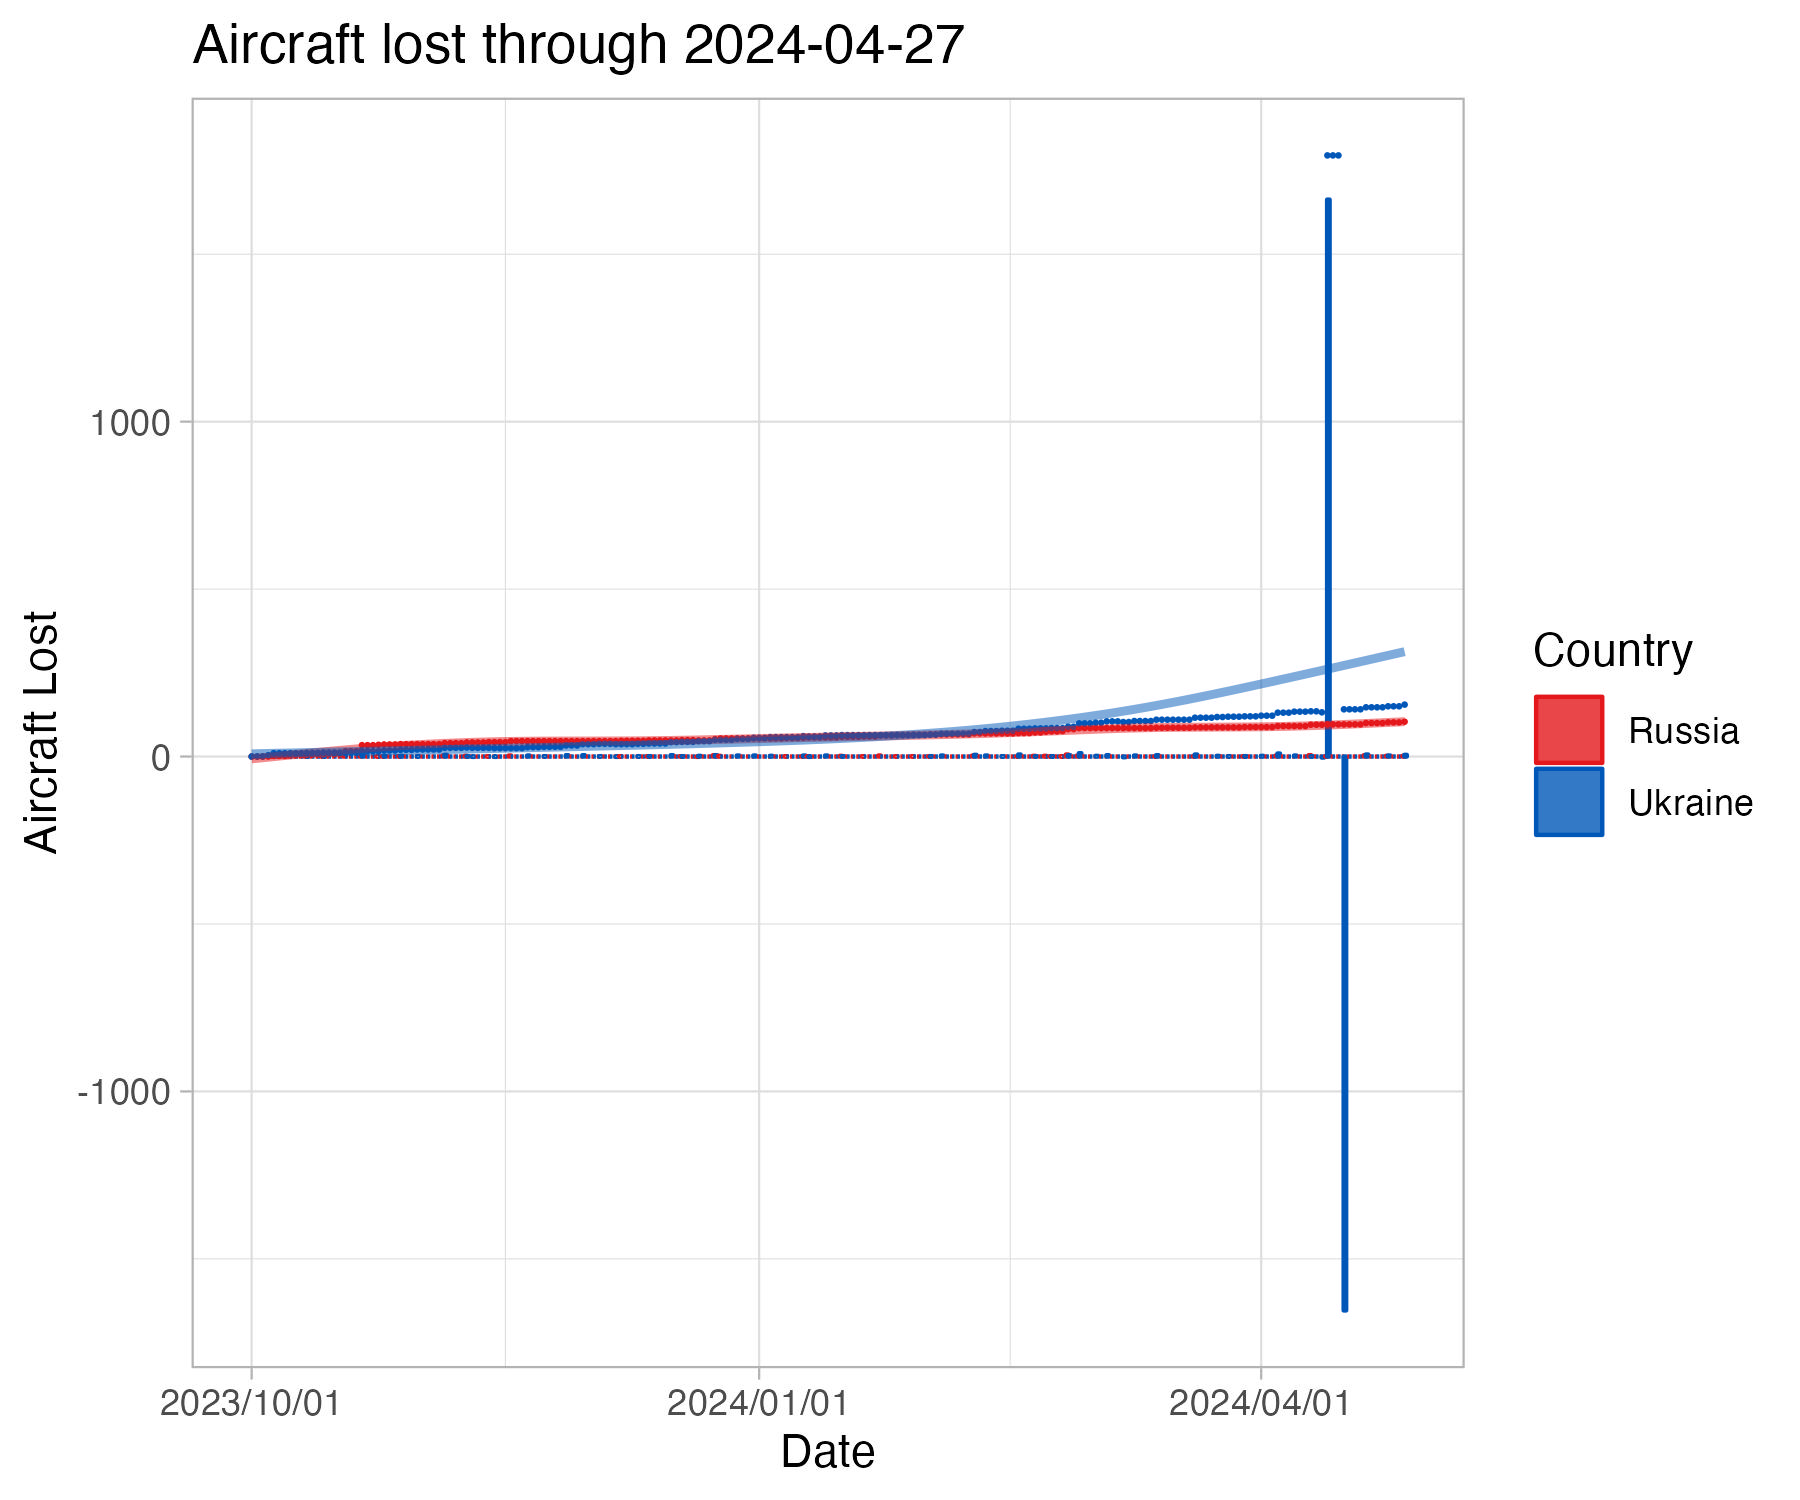 Aircraft lost through 2024-04-27
Aircraft Lost
1000
0
-1000
2023/10/01
2024/01/01
2024/04/01
Date
Country
Russia
Ukraine